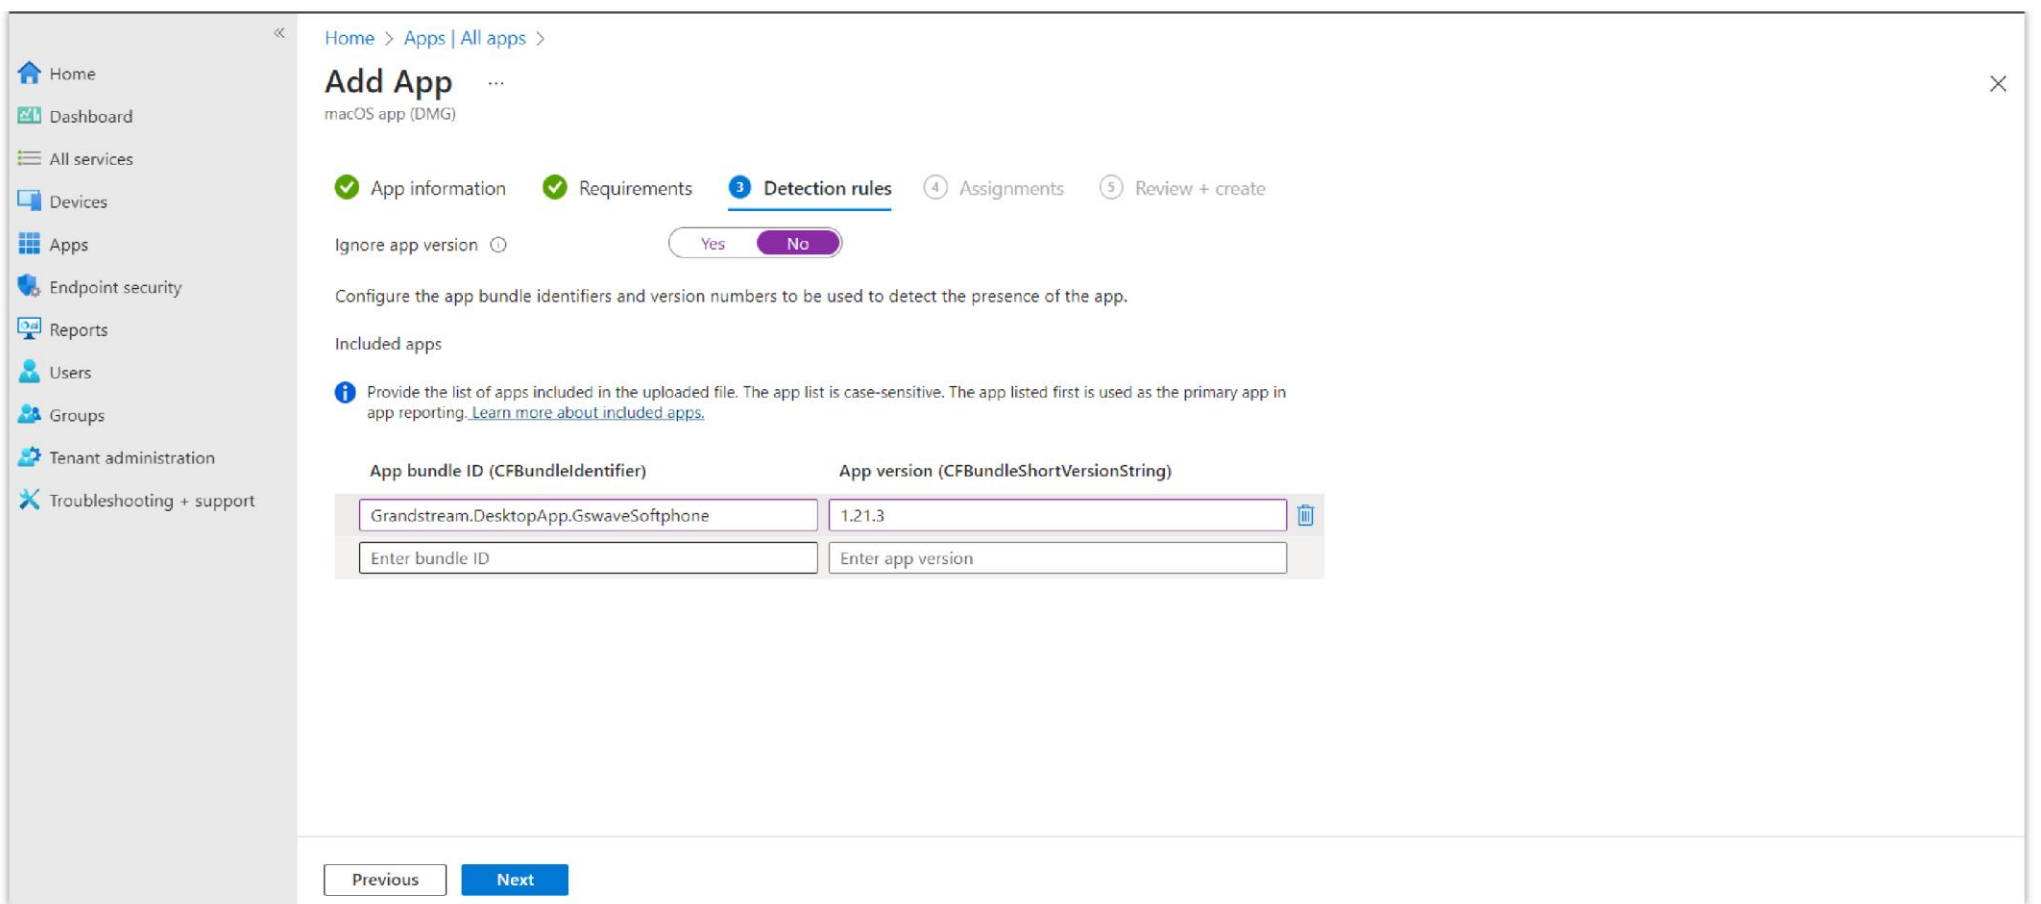 «
Home
Dashboard
All services
Devices
Apps
Endpoint security
Reports
Users
Groups
Tenant administration
Troubleshooting + support
Home > Apps | All apps >
Add App ...
macOS app (DMG)
App information Requirements 3 Detection rules 4 Assignments 5 Review + create
Ignore app version Yes No
Configure the app bundle identifiers and version numbers to be used to detect the presence of the app.
Included apps
Provide the list of apps included in the uploaded file. The app list is case-sensitive. The app listed first is used as the primary app in
app reporting. Learn more about included apps.
App bundle ID (CFBundleIdentifier) App version (CFBundleShortVersionString)
Grandstream.DesktopApp.GswaveSoftphone 1.21.3
Enter bundle ID Enter app version
Previous Next